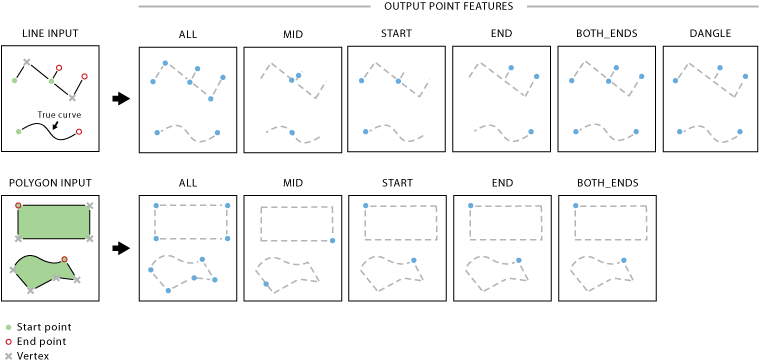 OUTPUT POINT FEATURES
LINE INPUT
ALL
MID
START
END
BOTH_ENDS
DANGLE
True curve
POLYGON INPUT
ALL
MID
START
END
BOTH_ENDS
Start point
End point
Vertex